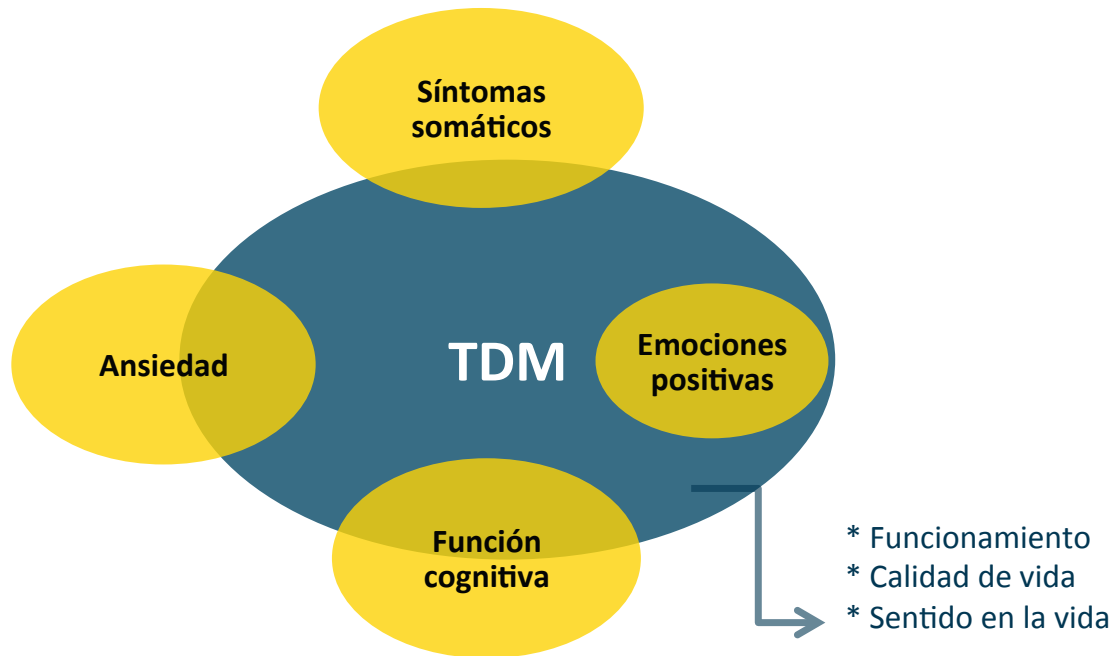 Síntomas
somáticos
Ansiedad
TDM
Emociones
positivas
Función
cognitiva
* Funcionamiento
* Calidad de vida
* Sentido en la vida